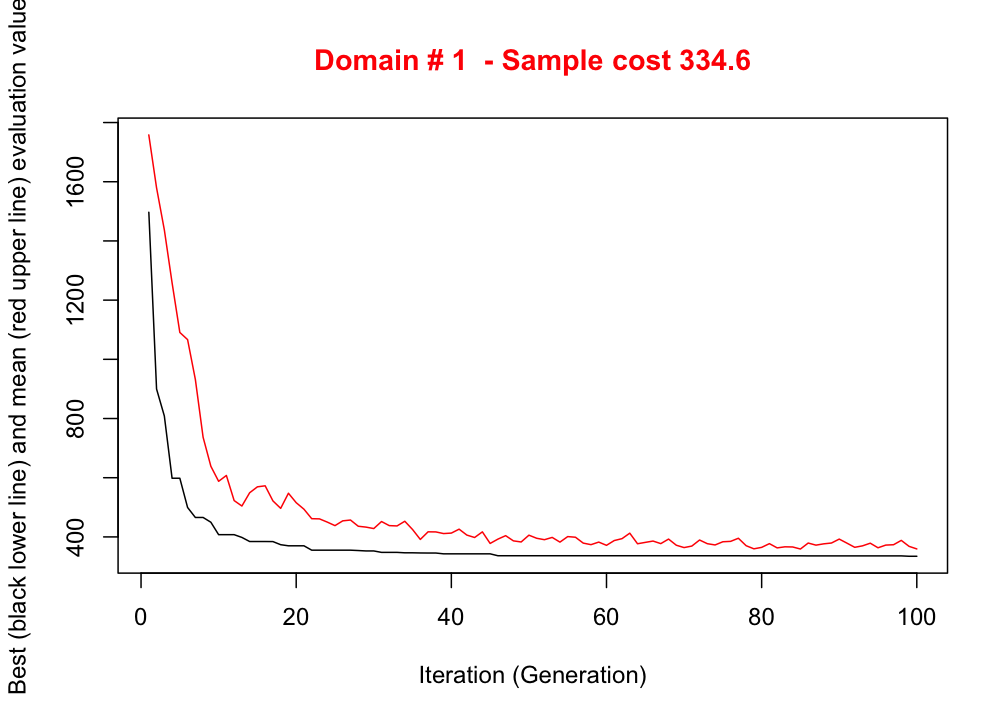 Domain # 1  - Sample cost 334.6
Best (black lower line) and mean (red upper line) evaluation value
1600
1200
800
400
0 20 40 60 80 100
Iteration (Generation)